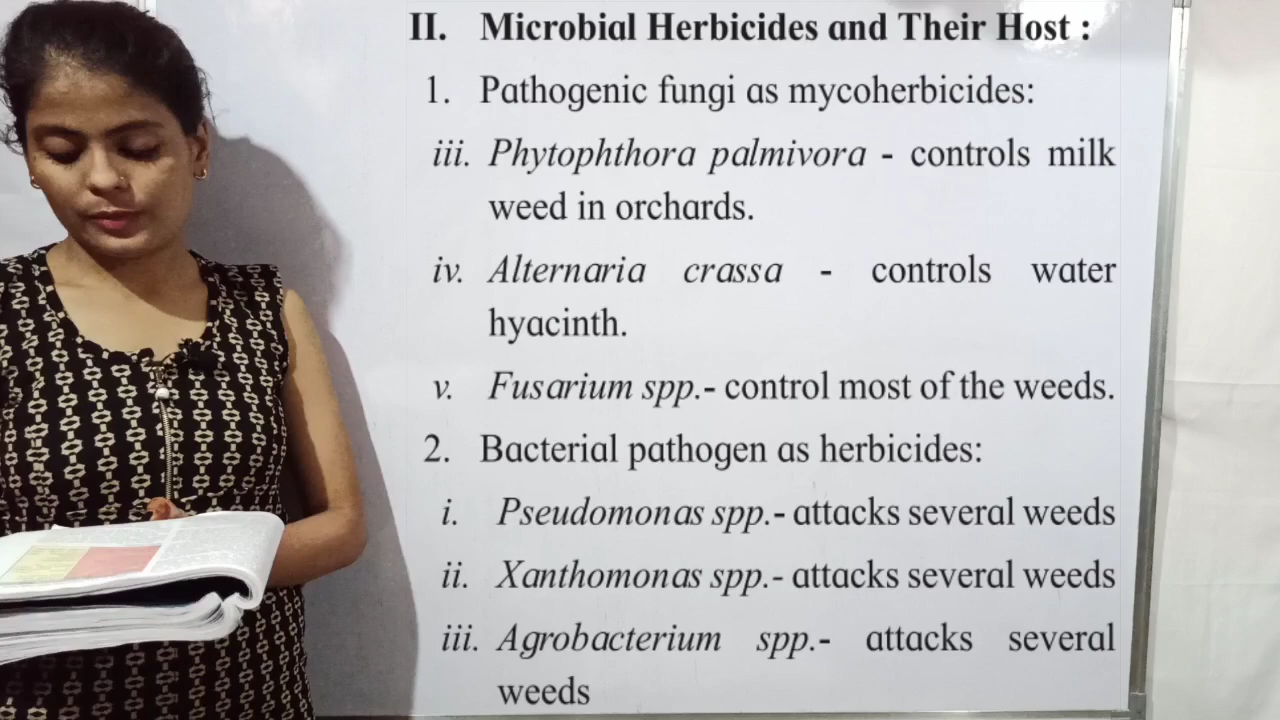 II. Microbial Herbicides and Their Host :
1. Pathogenic fungi as mycoherbicides:
iii. Phytophthora palmivora - controls milk
weed in orchards.
iv. Alternaria crassa - controls water
hyacinth.
v. Fusarium spp.- control most of the weeds.
2. Bacterial pathogen as herbicides:
i. Pseudomonas spp.- attacks several weeds
ii. Xanthomonas spp.- attacks several weeds
iii. Agrobacterium spp.- attacks several
weeds